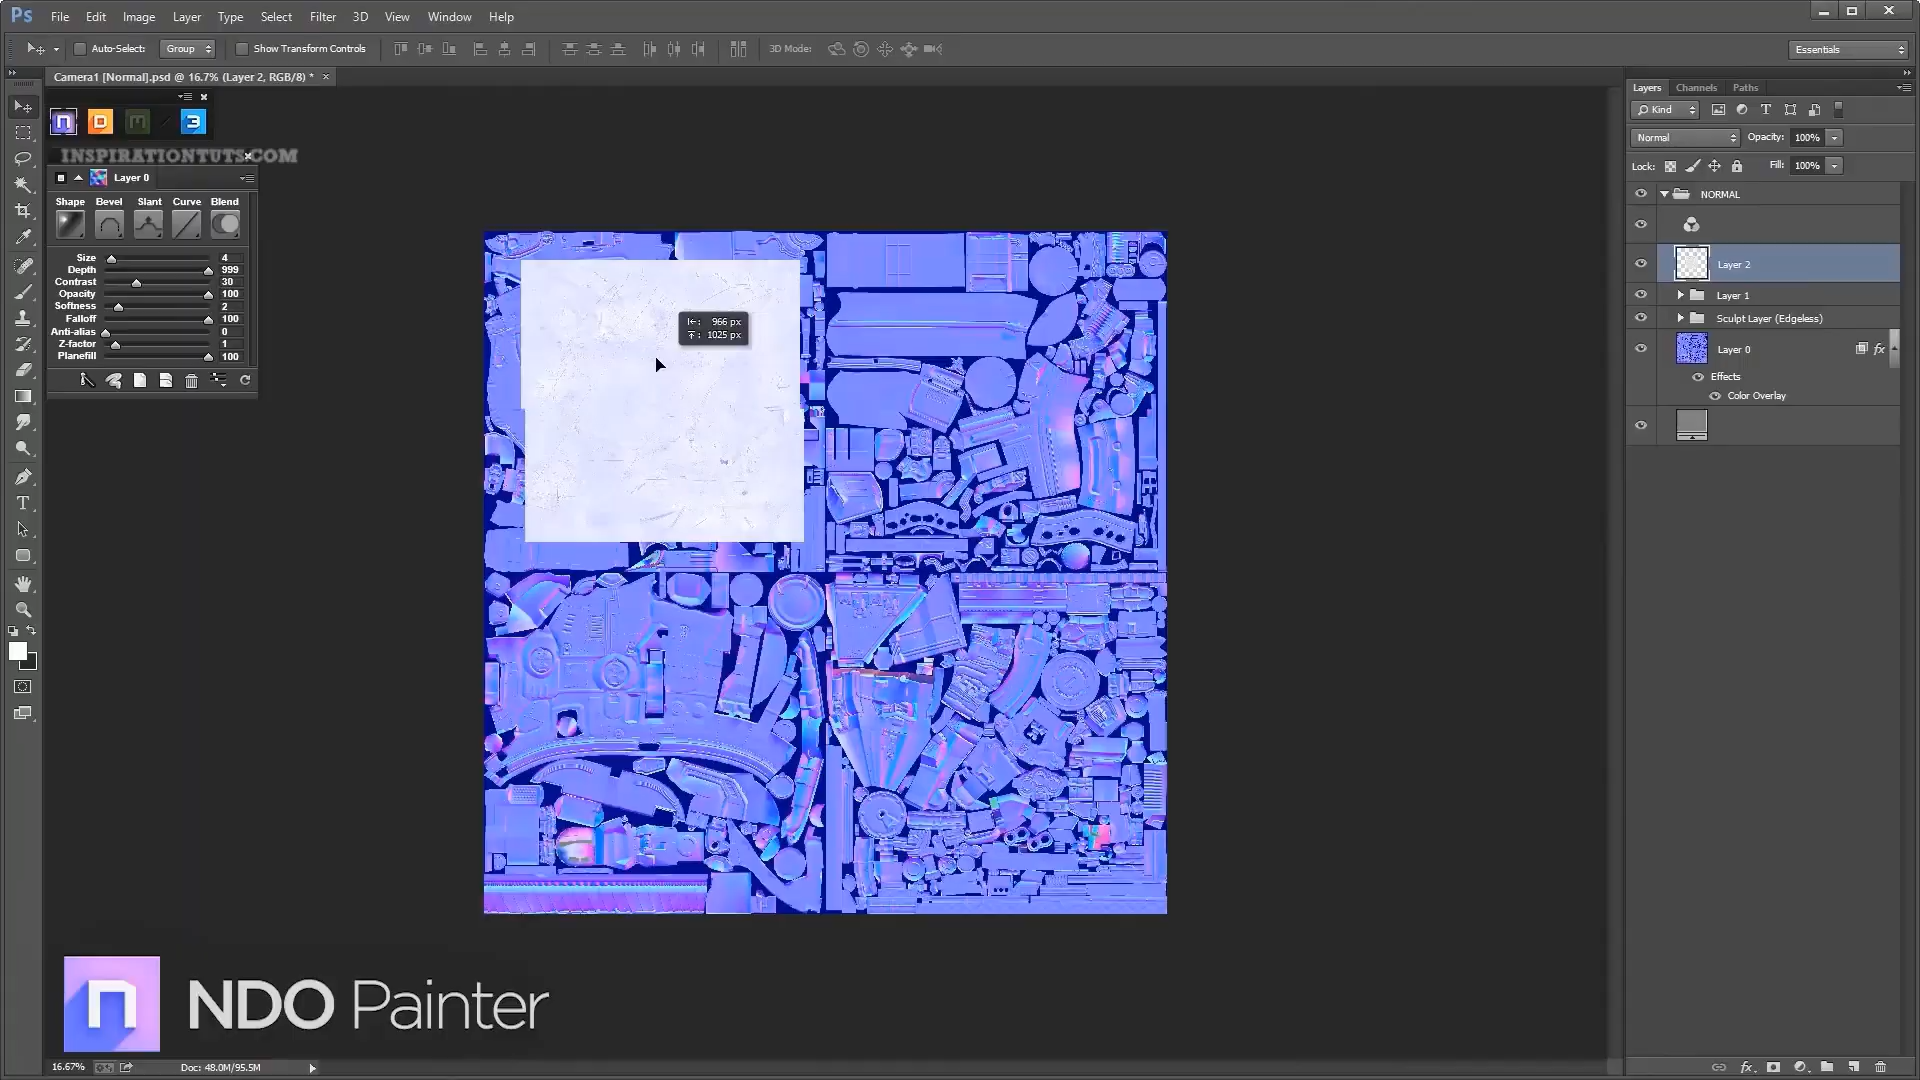 Ps File Edit Image Layer Type Select Filter 3D View Window Help
Auto-Select: Group Show Transform Controls 3D Mode: Essentials
Camera1 [Normal].psd @ 16.7% (Layer 2, RGB/8) *
INSPIRATIONTUTS.COM
Layer 0
Shape Bevel Slant Curve Blend
Size 4
Depth 999
Contrast 30
Opacity 100
Softness 2
Falloff 100
Anti-alias 0
Z-factor 1
Planefill 100
966 px
1025 px
Layers Channels Paths
Kind
Normal Opacity: 100%
Lock: Fill: 100%
NORMAL
Layer 2
Layer 1
Sculpt Layer (Edgeless)
Layer 0 fx
Effects
Color Overlay
n NDO Painter
16.67% Doc: 48.0M/95.5M
fx